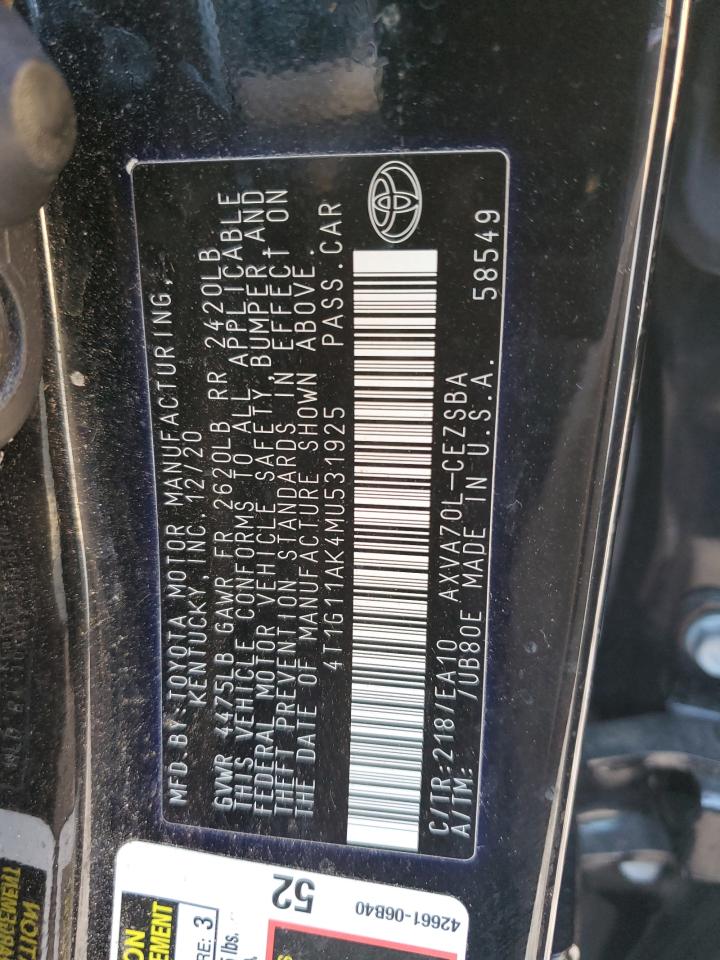 MFD.BY:TOYOTA MOTOR MANUFACTURING,
KENTUCKY,INC. 12/20
GVWR 4475LB GAWR FR 2620LB RR 2420LB
THIS VEHICLE CONFORMS TO ALL APPLICABLE
FEDERAL MOTOR VEHICLE SAFETY,BUMPER,AND
THEFT PREVENTION STANDARDS IN EFFECT ON
THE DATE OF MANUFACTURE SHOWN ABOVE.
4T1G11AK4MU531925 PASS.CAR
C/TR:218/EA10 AXVA70L-CEZSBA
A/TM: /UB80E MADE IN U.S.A. 58549
52
42661-06B40